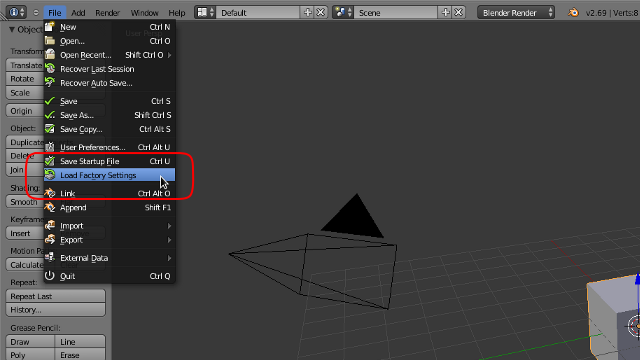 File Add Render Window Help Default Scene Blender Render v2.69 | Verts:8
New Ctrl N
Open... Ctrl O
Open Recent... Shift Ctrl O
Recover Last Session
Recover Auto Save...
Save Ctrl S
Save As... Shift Ctrl S
Save Copy... Ctrl Alt S
User Preferences... Ctrl Alt U
Save Startup File Ctrl U
Load Factory Settings
Link Ctrl Alt O
Append Shift F1
Import
Export
External Data
Quit Ctrl Q
Object
Transform
Translate
Rotate
Scale
Origin
Object:
Duplicate
Delete
Join
Shading:
Smooth
Keyframe
Insert
Motion Pa
Calculate
Repeat:
Repeat Last
History...
Grease Pencil:
Draw Line
Poly Erase